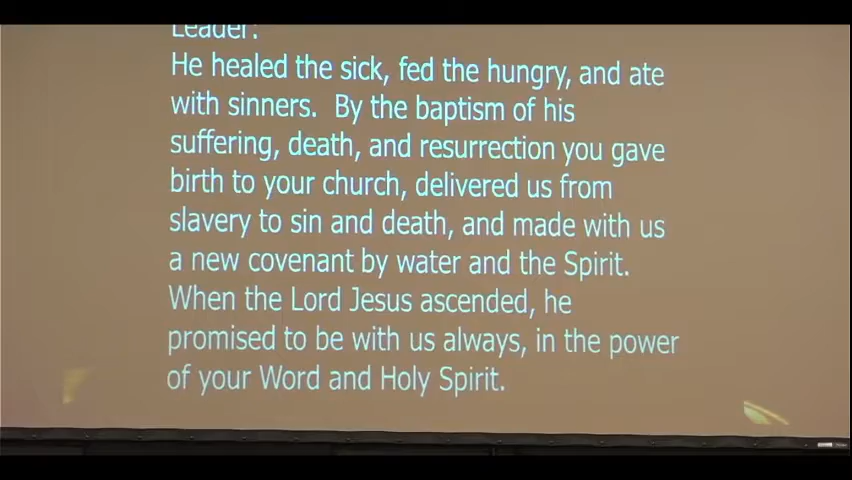 Leader:
He healed the sick, fed the hungry, and ate
with sinners. By the baptism of his
suffering, death, and resurrection you gave
birth to your church, delivered us from
slavery to sin and death, and made with us
a new covenant by water and the Spirit.
When the Lord Jesus ascended, he
promised to be with us always, in the power
of your Word and Holy Spirit.